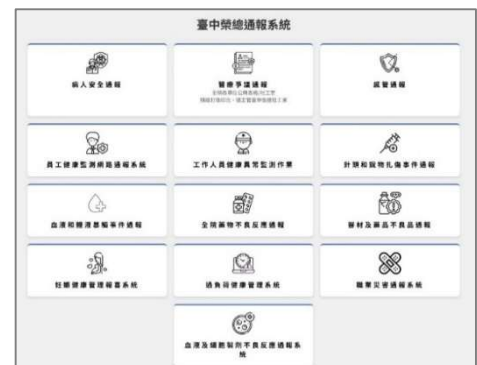 臺中榮總通報系統
病人安全通報
醫療爭議通報
感管通報
員工健康監測網路通報系統
工作人員健康異常監測作業
針頭和銳物扎傷事件通報
血液和體液暴觸事件通報
全院藥物不良反應通報
醫材及藥品不良品通報
妊娠健康管理報喜系統
過負荷健康管理系統
職業災害通報系統
血液及細胞製劑不良反應通報系
統